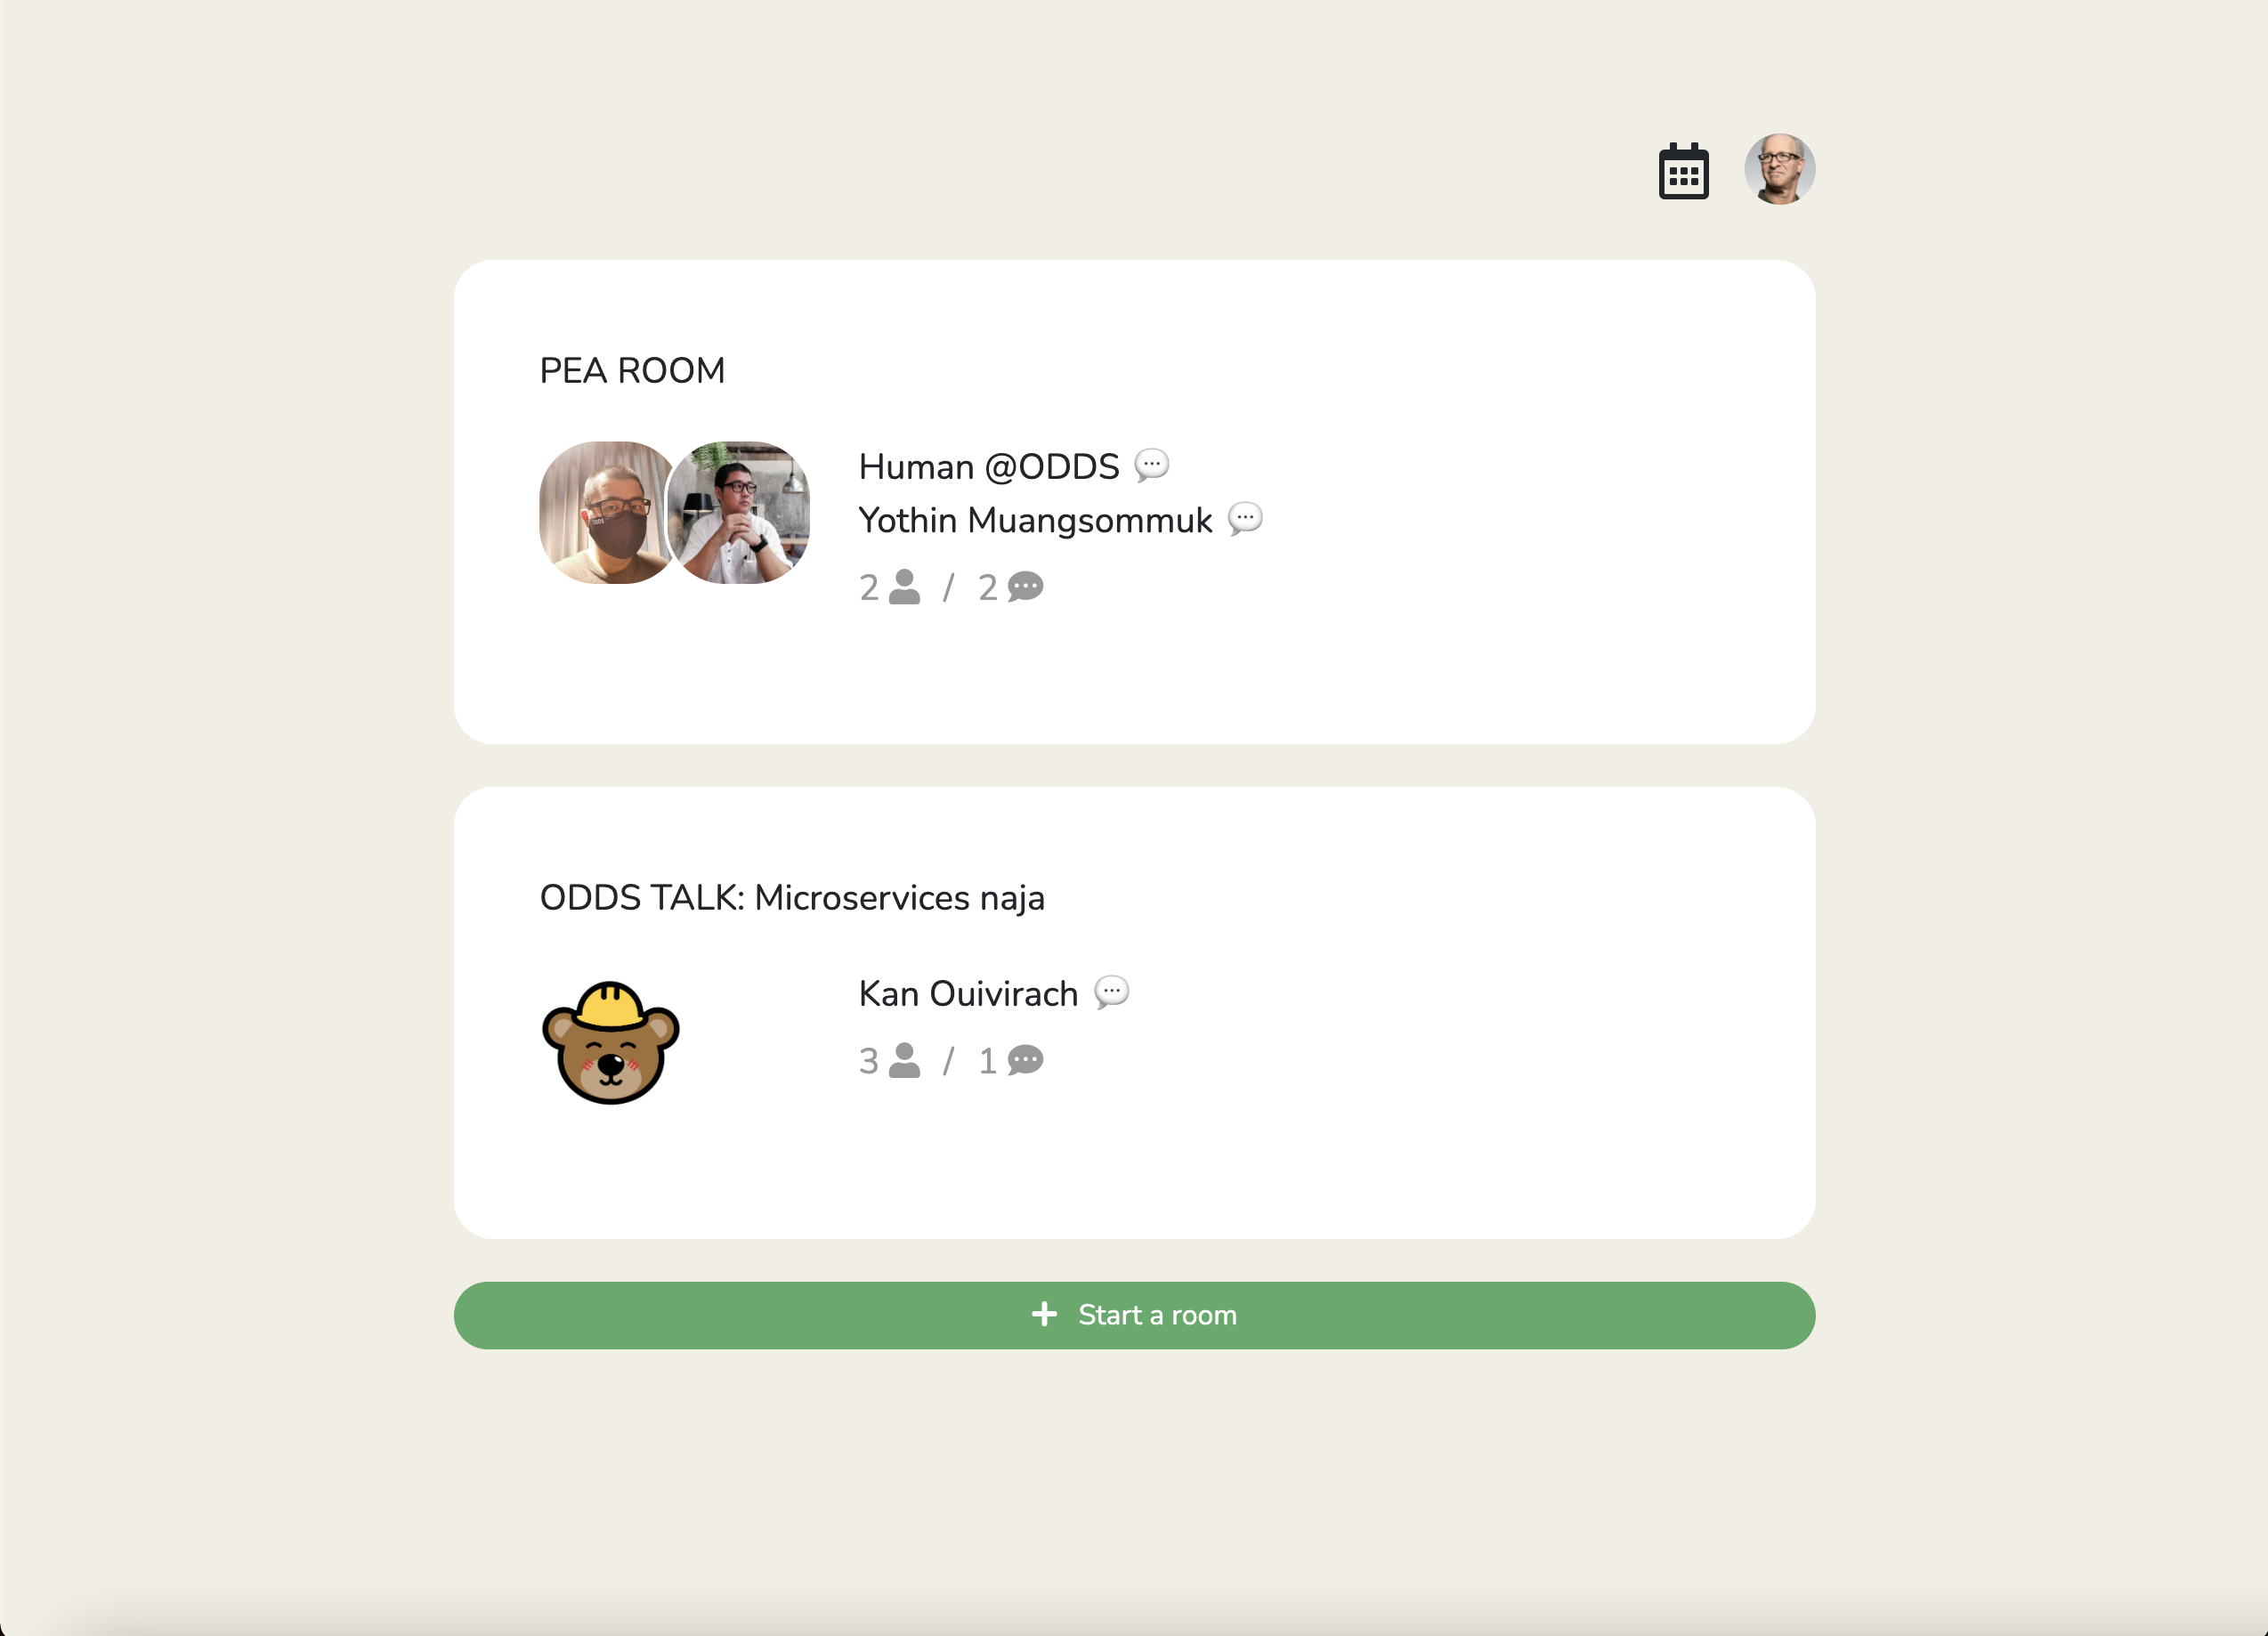 PEA ROOM
Human @ODDS 💬
Yothin Muangsommuk 💬
2 / 2
ODDS TALK: Microservices naja
Kan Ouivirach 💬
3 / 1
+ Start a room